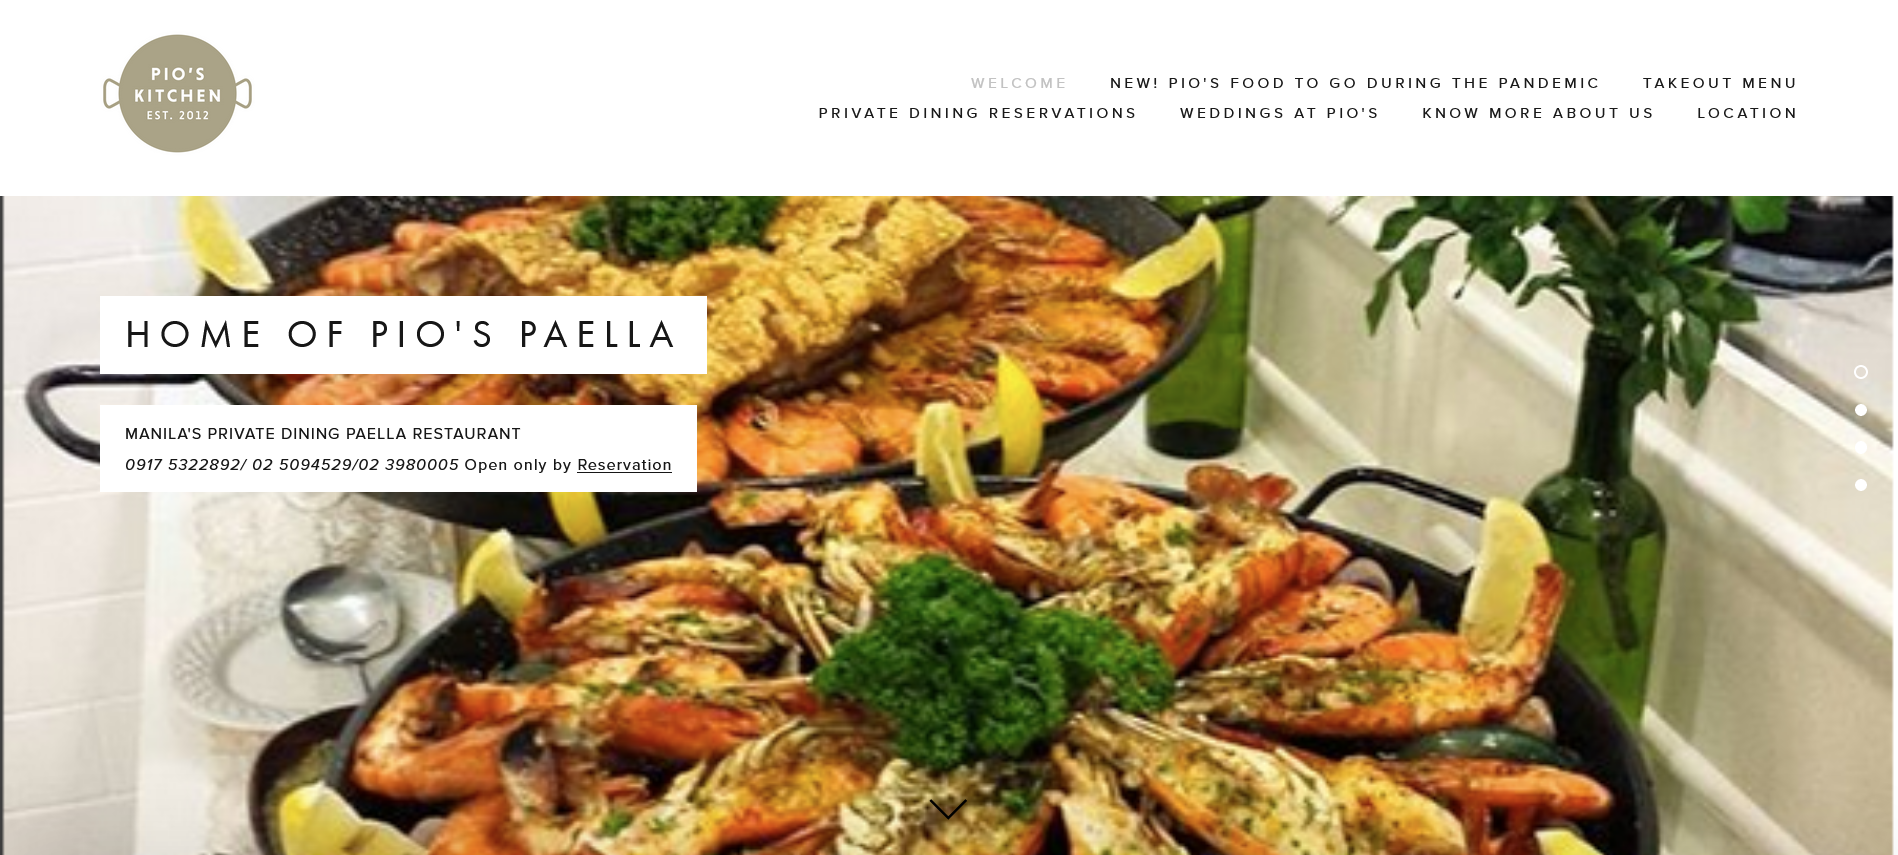 PIO'S
KITCHEN
EST. 2012
WELCOME NEW! PIO'S FOOD TO GO DURING THE PANDEMIC TAKEOUT MENU
PRIVATE DINING RESERVATIONS WEDDINGS AT PIO'S KNOW MORE ABOUT US LOCATION
HOME OF PIO'S PAELLA
MANILA'S PRIVATE DINING PAELLA RESTAURANT
0917 5322892/ 02 5094529/02 3980005 Open only by Reservation